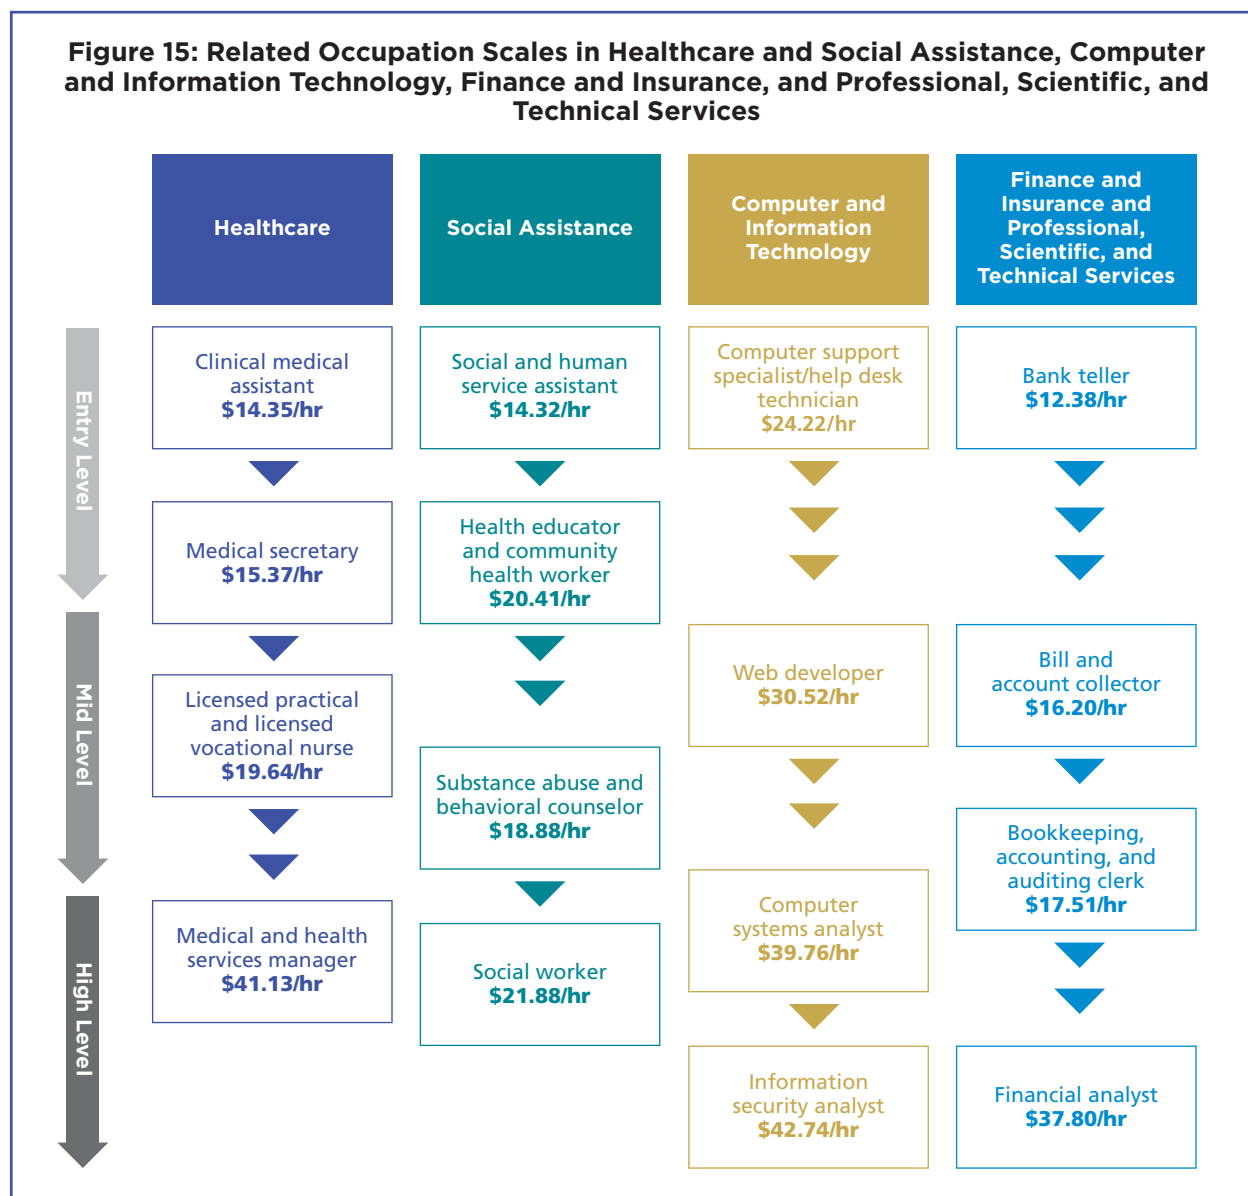 Figure 15: Related Occupation Scales in Healthcare and Social Assistance, Computer
and Information Technology, Finance and Insurance, and Professional, Scientific, and
Technical Services
Healthcare
Social Assistance
Computer and
Information
Technology
Finance and
Insurance and
Professional,
Scientific, and
Technical Services
Entry Level
Mid Level
High Level
Clinical medical
assistant
$14.35/hr
Medical secretary
$15.37/hr
Licensed practical
and licensed
vocational nurse
$19.64/hr
Medical and health
services manager
$41.13/hr
Social and human
service assistant
$14.32/hr
Health educator
and community
health worker
$20.41/hr
Substance abuse and
behavioral counselor
$18.88/hr
Social worker
$21.88/hr
Computer support
specialist/help desk
technician
$24.22/hr
Web developer
$30.52/hr
Computer
systems analyst
$39.76/hr
Information
security analyst
$42.74/hr
Bank teller
$12.38/hr
Bill and
account collector
$16.20/hr
Bookkeeping,
accounting, and
auditing clerk
$17.51/hr
Financial analyst
$37.80/hr